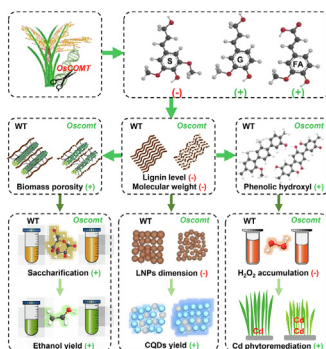 OsCOMT
S
G
FA
(-)
(+)
(+)
WT
Oscomt
WT
Oscomt
WT
Oscomt
Biomass porosity (+)
Lignin level (-)
Molecular weight (-)
Phenolic hydroxyl (+)
WT
Oscomt
WT
Oscomt
WT
Oscomt
Saccharification (+)
LNPs dimension (-)
H₂O₂ accumulation (-)
Cd
Cd
Cd
Ethanol yield (+)
CQDs yield (+)
Cd phytoremediation (+)